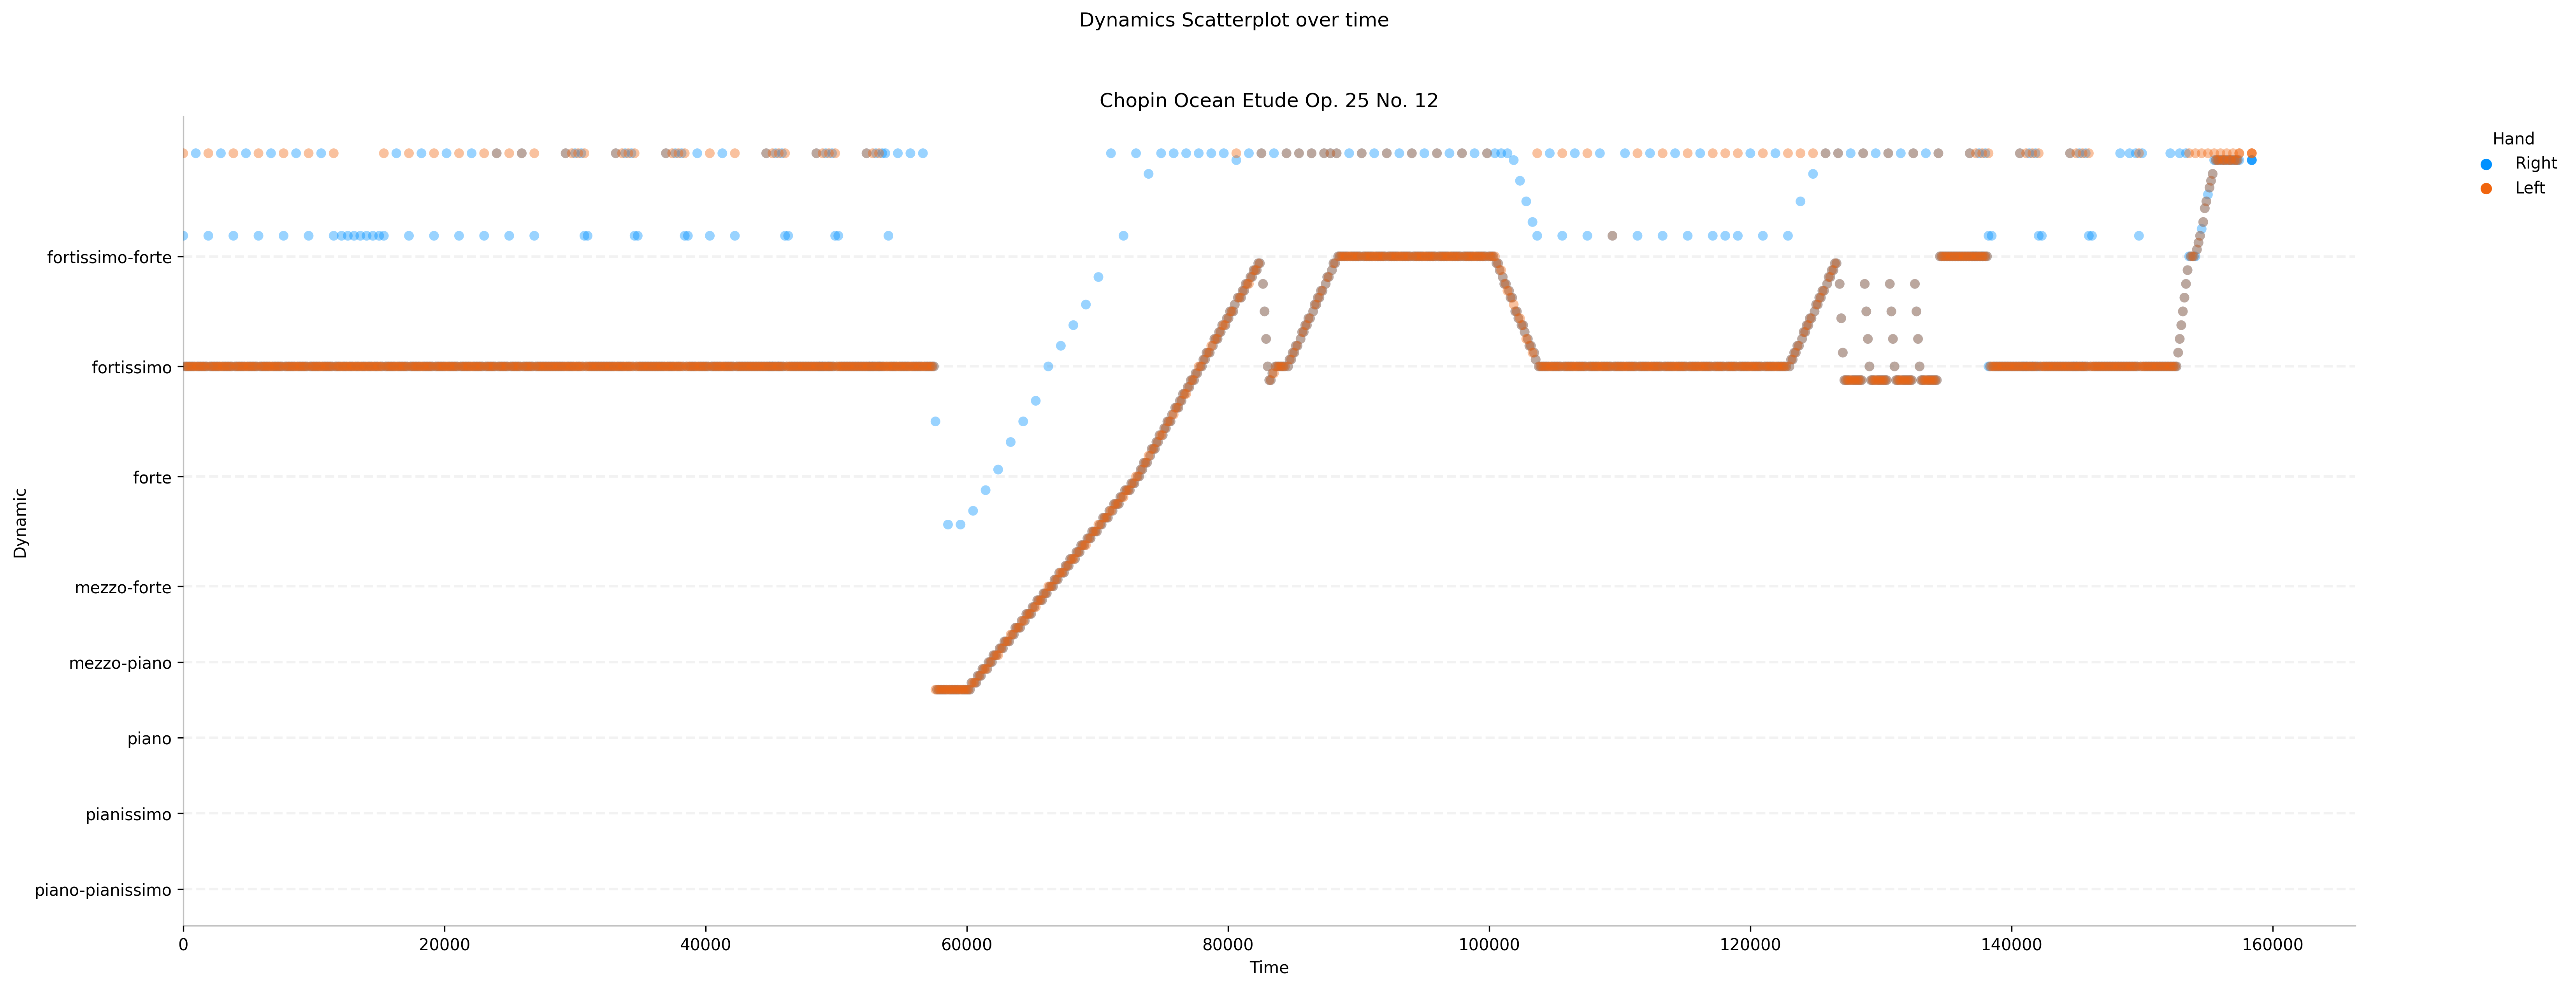 Dynamics Scatterplot over time
Chopin Ocean Etude Op. 25 No. 12
Hand
Right
Left
Dynamic
fortissimo-forte
fortissimo
forte
mezzo-forte
mezzo-piano
piano
pianissimo
piano-pianissimo
0 20000 40000 60000 80000 100000 120000 140000 160000
Time